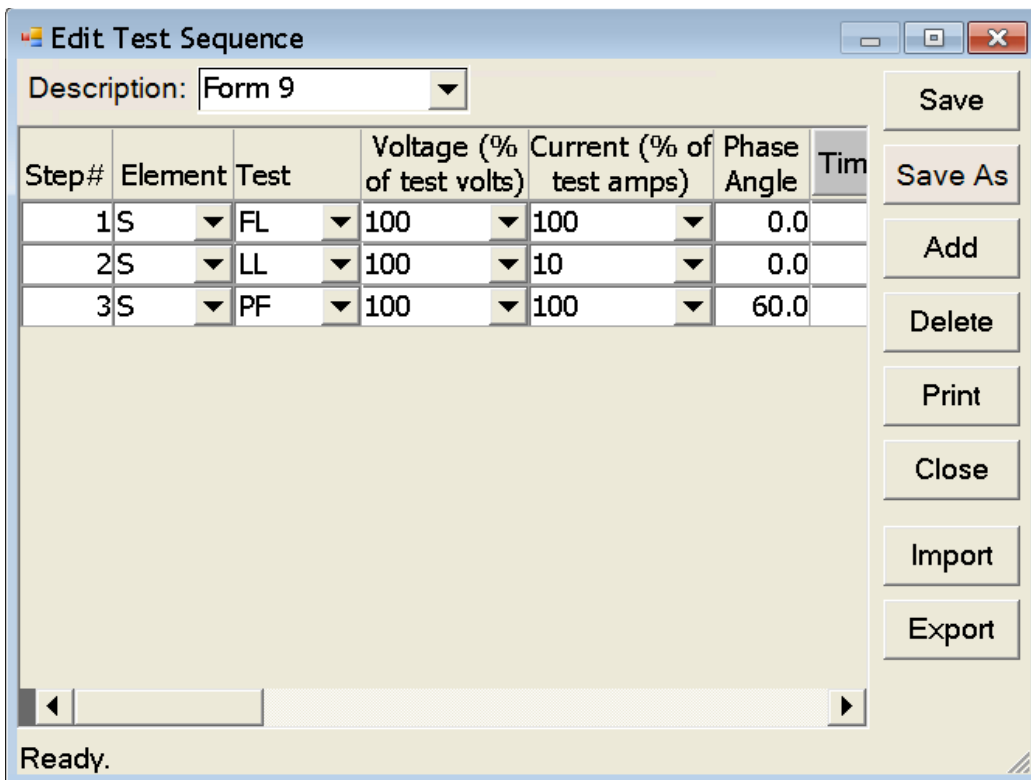 Edit Test Sequence
Description: Form 9
Save
Step# Element Test Voltage (% of test volts) Current (% of test amps) Phase Angle Tim
Save As
1 S FL 100 100 0.0
Add
2 S LL 100 10 0.0
3 S PF 100 100 60.0
Delete
Print
Close
Import
Export
Ready.